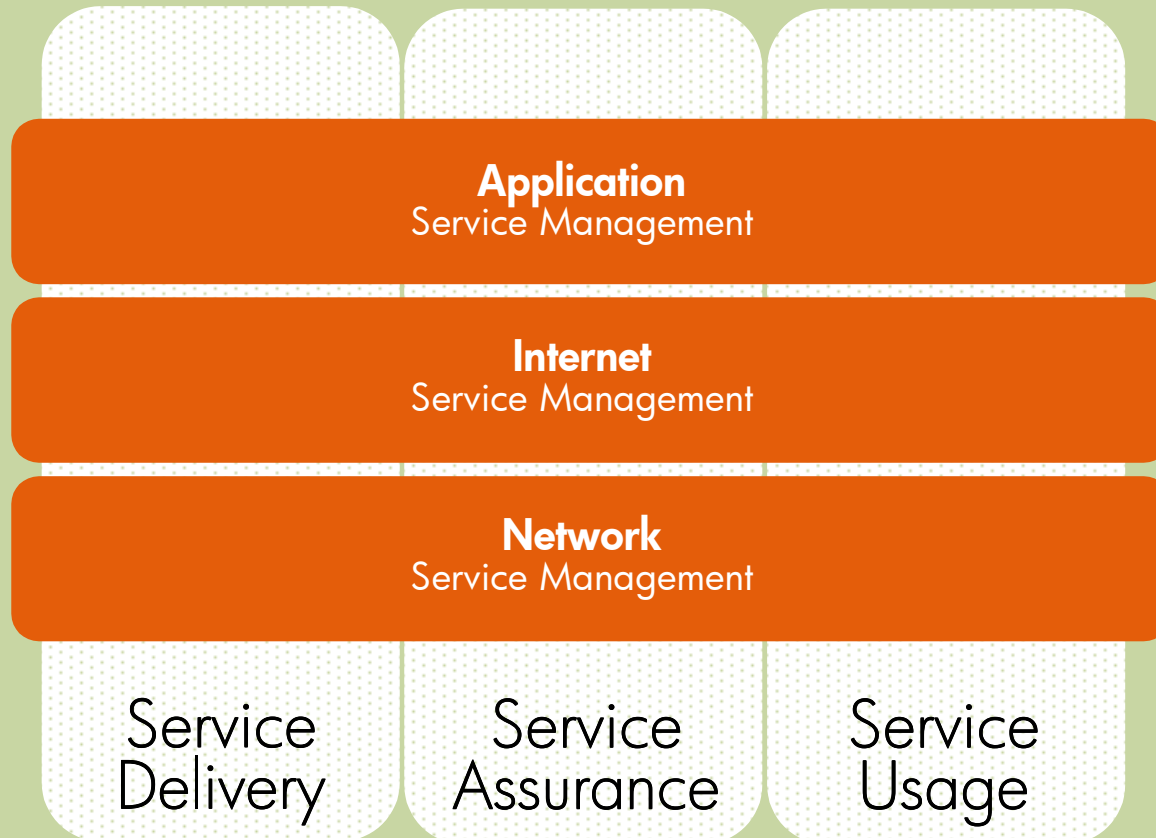 Application
Service Management
Internet
Service Management
Network
Service Management
Service
Delivery
Service
Assurance
Service
Usage